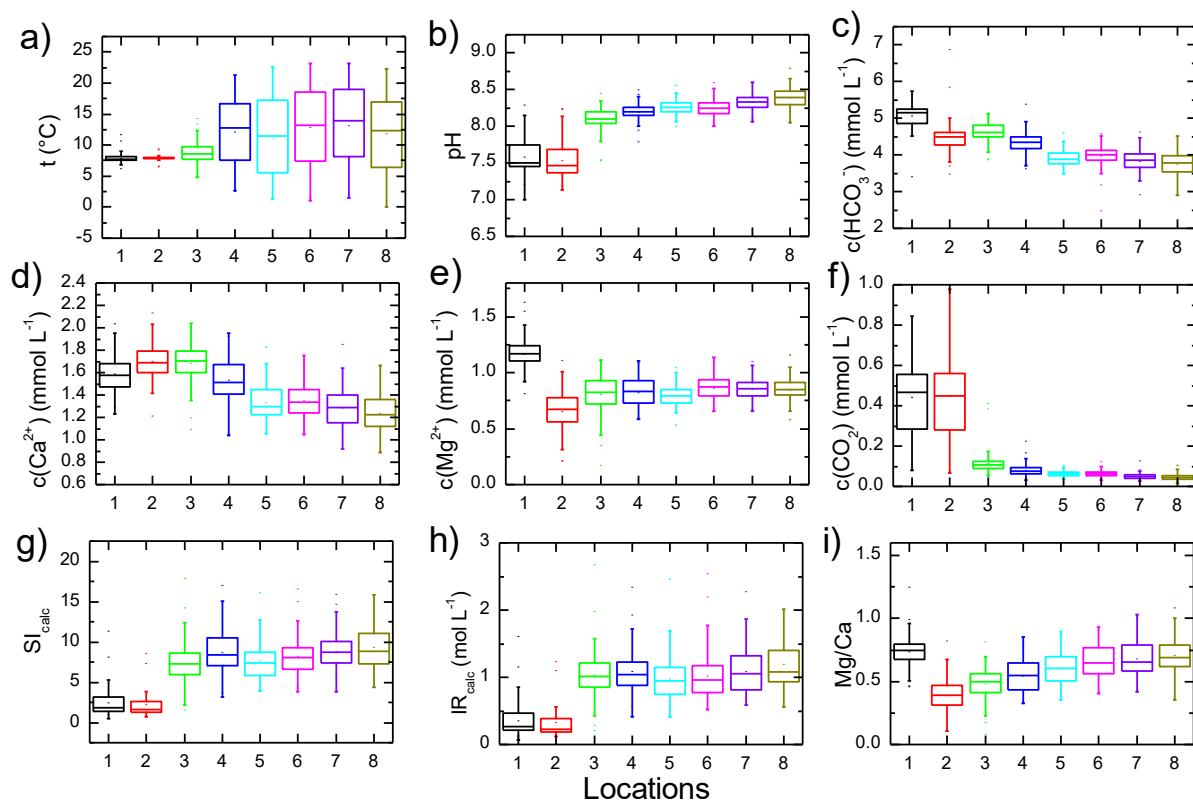 a)
t (°C)
25
20
15
10
5
0
-5
1 2 3 4 5 6 7 8
b)
pH
9.0
8.5
8.0
7.5
7.0
6.5
6.0
1 2 3 4 5 6 7 8
c)
c(HCO₃⁻) (mmol L⁻¹)
7
6
5
4
3
2
1 2 3 4 5 6 7 8
d)
c(Ca²⁺) (mmol L⁻¹)
2.4
2.2
2.0
1.8
1.6
1.4
1.2
1.0
0.8
0.6
1 2 3 4 5 6 7 8
e)
c(Mg²⁺) (mmol L⁻¹)
1.5
1.0
0.5
0.0
1 2 3 4 5 6 7 8
f)
c(CO₂) (mmol L⁻¹)
1.0
0.8
0.6
0.4
0.2
0.0
1 2 3 4 5 6 7 8
g)
SI calc
20
15
10
5
0
1 2 3 4 5 6 7 8
h)
IR calc (mol L⁻¹)
3
2
1
0
1 2 3 4 5 6 7 8
i)
Mg/Ca
1.5
1.0
0.5
0.0
1 2 3 4 5 6 7 8
Locations